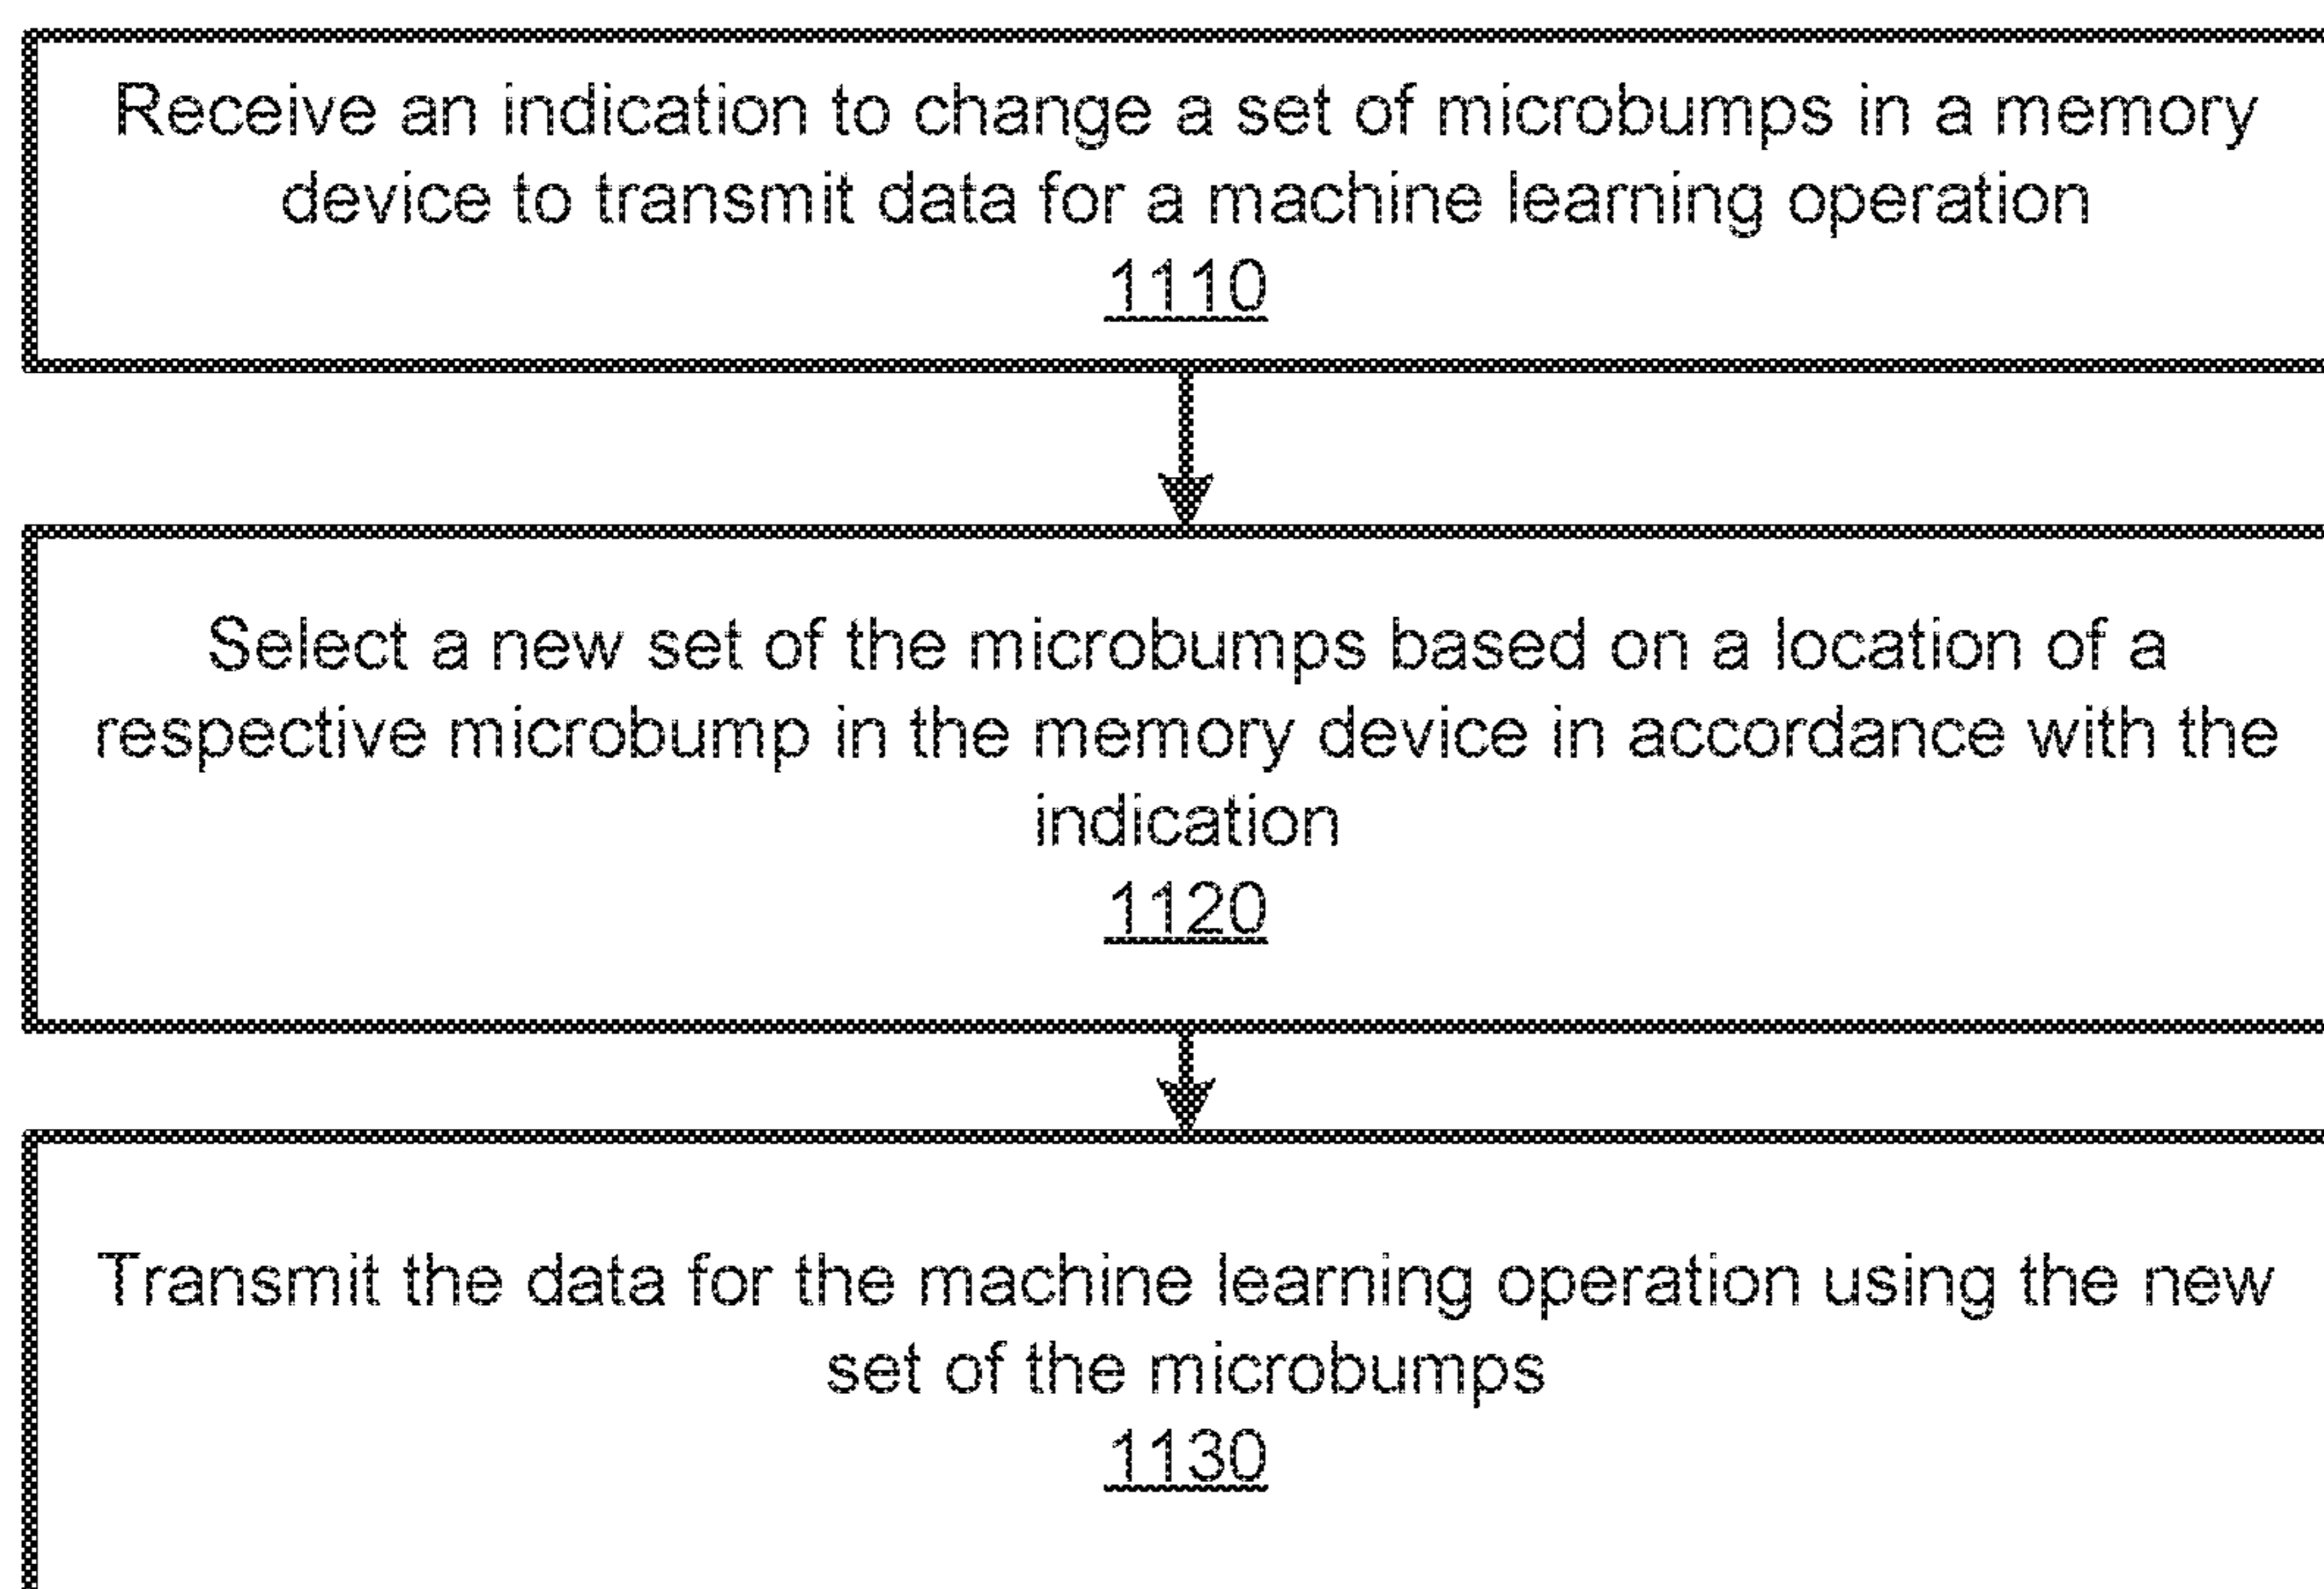 Receive an indication to change a set of microbumps in a memory
device to transmit data for a machine learning operation
1110
Select a new set of the microbumps based on a location of a
respective microbump in the memory device in accordance with the
indication
1120
Transmit the data for the machine learning operation using the new
set of the microbumps
1130